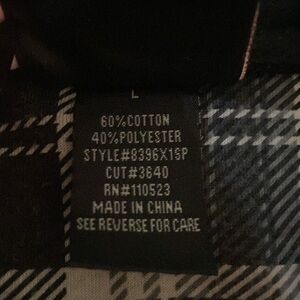 L
60%COTTON
40%POLYESTER
STYLE#8396X1SP
CUT#3640
RN#110523
MADE IN CHINA
SEE REVERSE FOR CARE